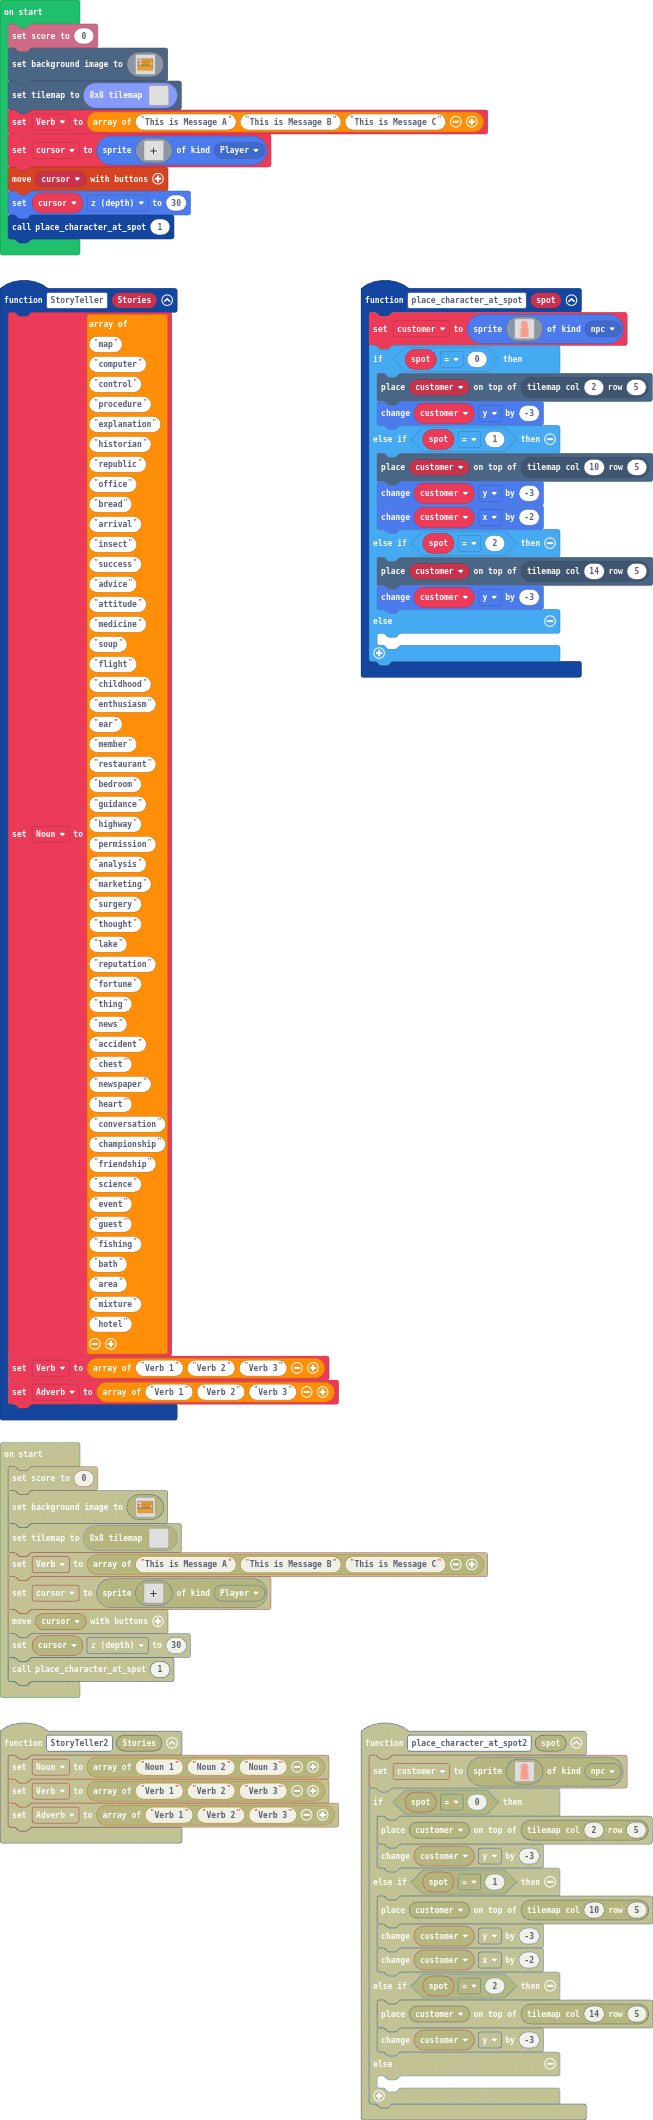 on start
set score to 0
set background image to
set tilemap to 8x8 tilemap
set Verb to array of "This is Message A" "This is Message B" "This is Message C"
set cursor to sprite of kind Player
move cursor with buttons
set cursor z (depth) to 30
call place_character_at_spot 1
function StoryTeller Stories
array of
"map"
"computer"
"control"
"procedure"
"explanation"
"historian"
"republic"
"office"
"bread"
"arrival"
"insect"
"success"
"advice"
"attitude"
"medicine"
"soup"
"flight"
"childhood"
"enthusiasm"
"ear"
"member"
"restaurant"
"bedroom"
"guidance"
"highway"
set Noun to
"permission"
"analysis"
"marketing"
"surgery"
"thought"
"lake"
"reputation"
"fortune"
"thing"
"news"
"accident"
"chest"
"newspaper"
"heart"
"conversation"
"championship"
"friendship"
"science"
"event"
"guest"
"fishing"
"bath"
"area"
"mixture"
"hotel"
set Verb to array of "Verb 1" "Verb 2" "Verb 3"
set Adverb to array of "Verb 1" "Verb 2" "Verb 3"
function place_character_at_spot spot
set customer to sprite of kind npc
if spot = 0 then
place customer on top of tilemap col 2 row 5
change customer y by -3
else if spot = 1 then
place customer on top of tilemap col 10 row 5
change customer y by -3
change customer x by -2
else if spot = 2 then
place customer on top of tilemap col 14 row 5
change customer y by -3
else
on start
set score to 0
set background image to
set tilemap to 8x8 tilemap
set Verb to array of "This is Message A" "This is Message B" "This is Message C"
set cursor to sprite of kind Player
move cursor with buttons
set cursor z (depth) to 30
call place_character_at_spot 1
function StoryTeller2 Stories
set Noun to array of "Noun 1" "Noun 2" "Noun 3"
set Verb to array of "Verb 1" "Verb 2" "Verb 3"
set Adverb to array of "Verb 1" "Verb 2" "Verb 3"
function place_character_at_spot2 spot
set customer to sprite of kind npc
if spot = 0 then
place customer on top of tilemap col 2 row 5
change customer y by -3
else if spot = 1 then
place customer on top of tilemap col 10 row 5
change customer y by -3
change customer x by -2
else if spot = 2 then
place customer on top of tilemap col 14 row 5
change customer y by -3
else